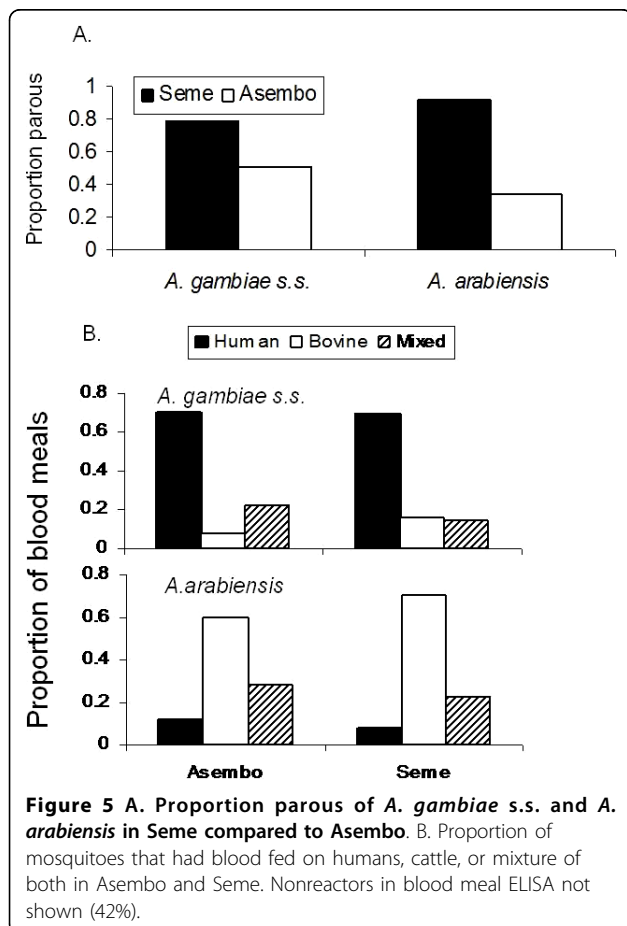 A.
Proportion parous
1
0.8
0.6
0.4
0.2
0
Seme Asembo
A. gambiae s.s. A. arabiensis
B.
Human Bovine Mixed
Proportion of blood meals
0.8
0.6
0.4
0.2
0
A. gambiae s.s.
0.8
0.6
0.4
0.2
0
A.arabiensis
Asembo Seme
Figure 5 A. Proportion parous of A. gambiae s.s. and A.
arabiensis in Seme compared to Asembo. B. Proportion of
mosquitoes that had blood fed on humans, cattle, or mixture of
both in Asembo and Seme. Nonreactors in blood meal ELISA not
shown (42%).